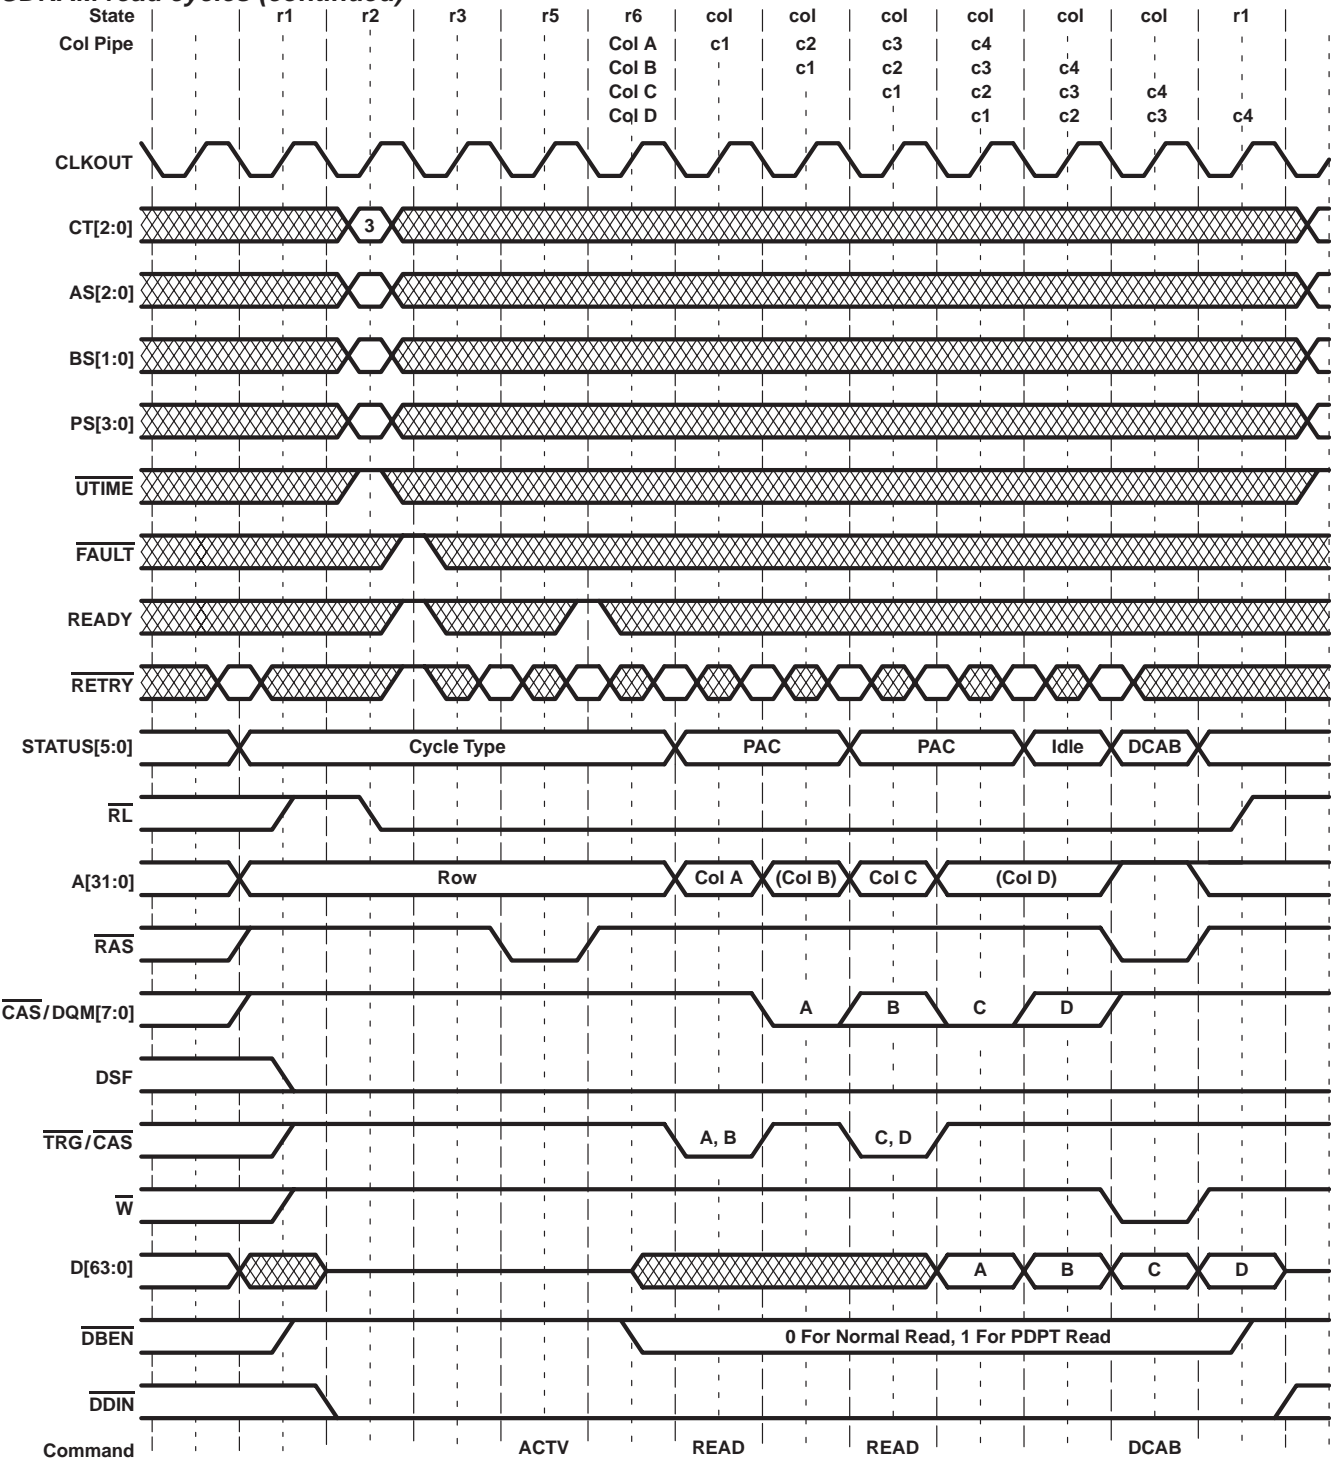 SDRAM read cycles (continued)
State r1 r2 r3 r5 r6 col col col col col col r1
Col Pipe Col A c1 c2 c3 c4
Col B c1 c2 c3 c4
Col C c1 c2 c3 c4
Col D c1 c2 c3 c4
CLKOUT
CT[2:0] 3
AS[2:0]
BS[1:0]
PS[3:0]
UTIME
FAULT
READY
RETRY
STATUS[5:0] Cycle Type PAC PAC Idle DCAB
RL
A[31:0] Row Col A (Col B) Col C (Col D)
RAS
CAS/DQM[7:0] A B C D
DSF
TRG/CAS A, B C, D
W
D[63:0] A B C D
DBEN 0 For Normal Read, 1 For PDPT Read
DDIN
Command ACTV READ READ DCAB